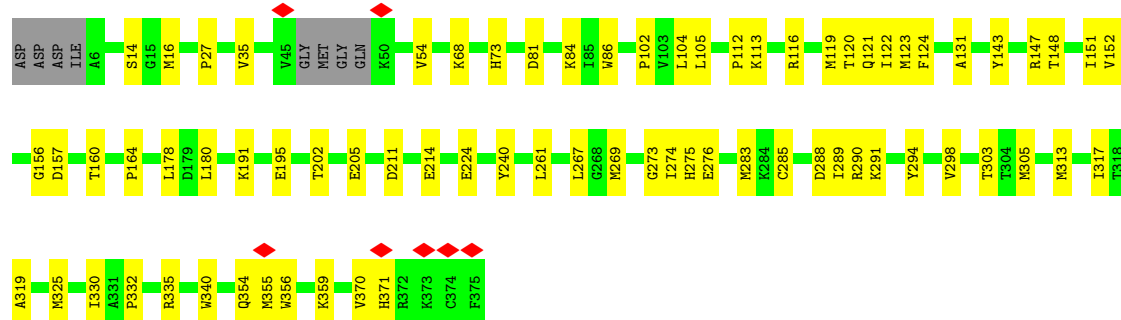 ASP ASP ASP ILE A6 S14 G15 M16 P27 V35 V45 GLY MET GLY GLN K50 V54 K68 H73 D81 K84 I85 W86 P102 V103 L104 L105 P112 K113 R116 M119 T120 Q121 I122 M123 F124 A131 Y143 R147 T148 I151 V152
G156 D157 T160 P164 L178 D179 L180 K191 E195 T202 E205 D211 E214 E224 Y240 L261 L267 G268 M269 G273 I274 H275 E276 M283 K284 C285 D288 I289 R290 K291 Y294 V298 T303 T304 M305 M313 I317 T318
A319 M325 I330 A331 P332 R335 W340 Q354 M355 W356 K359 V370 H371 R372 K373 C374 F375